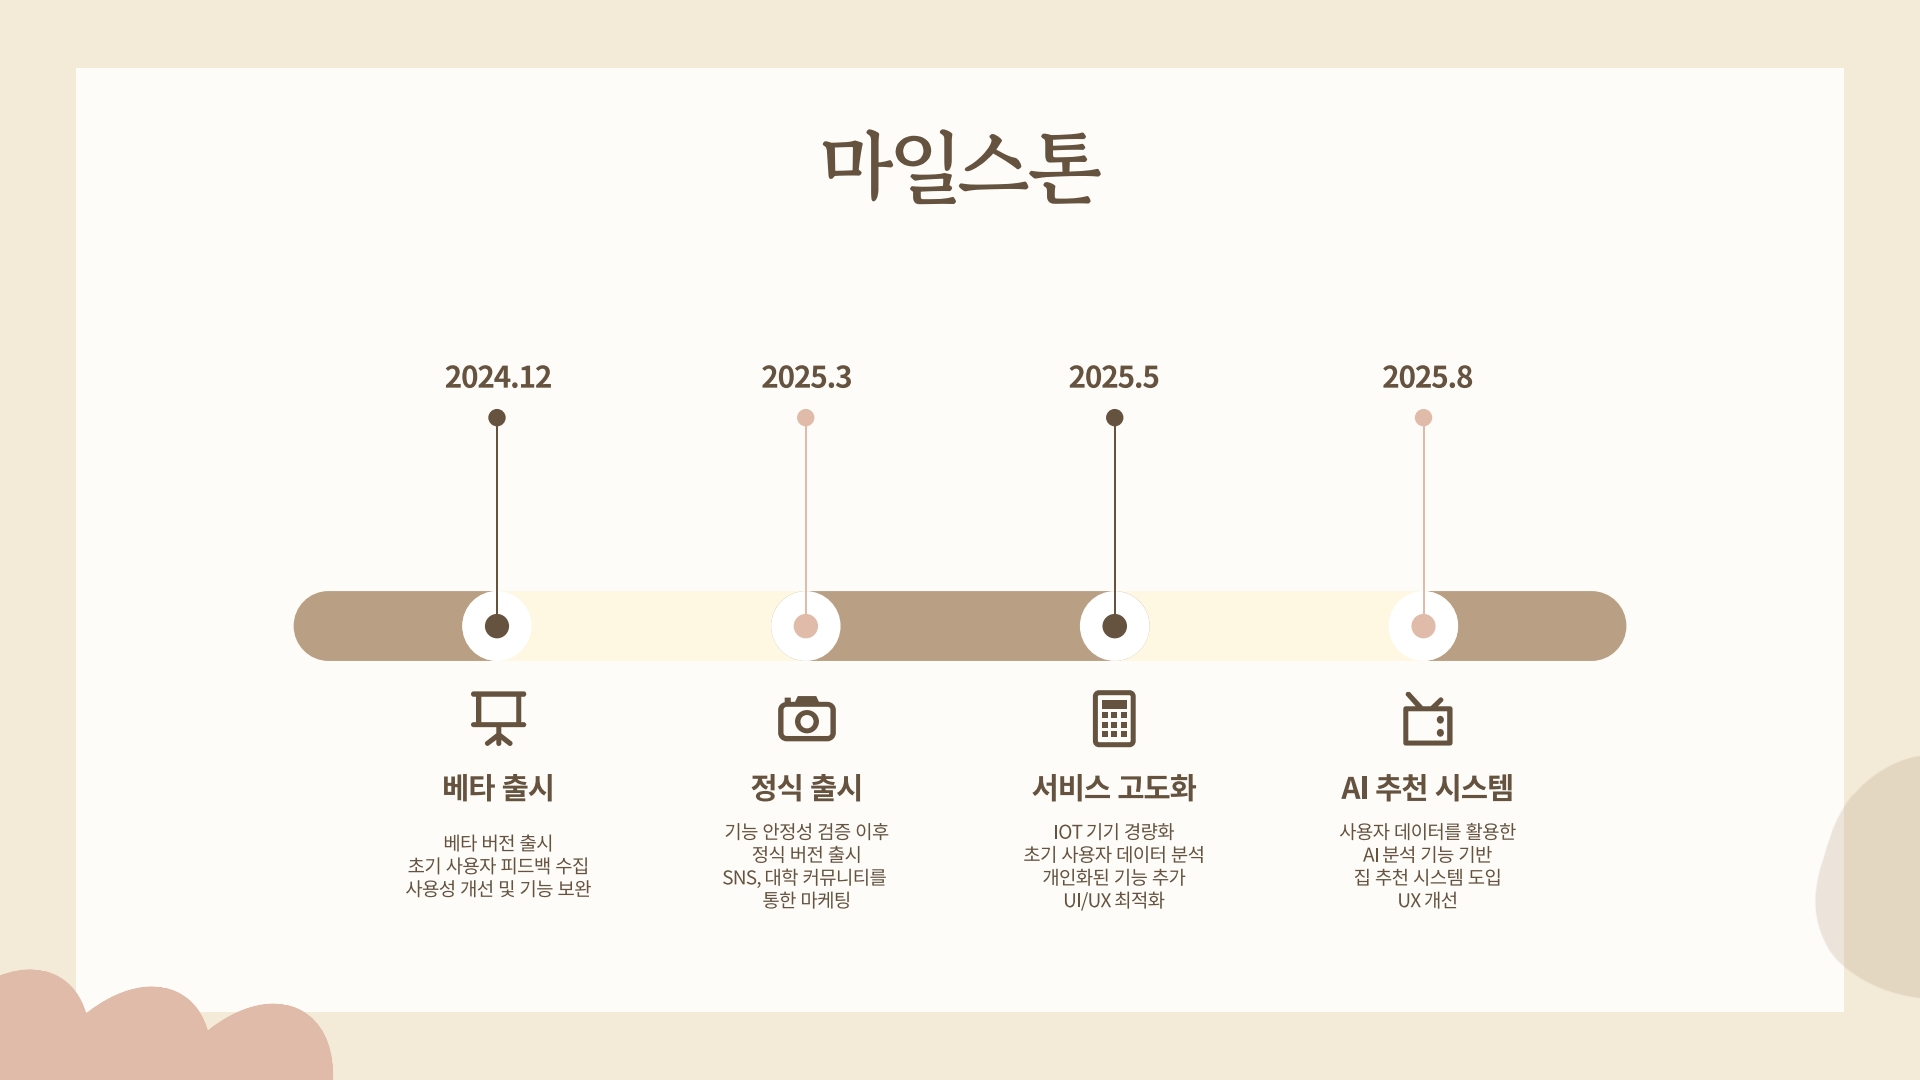 마일스톤
2024.12
2025.3
2025.5
2025.8
베타 출시
베타 버전 출시
초기 사용자 피드백 수집
사용성 개선 및 기능 보완
정식 출시
기능 안정성 검증 이후
정식 버전 출시
SNS, 대학 커뮤니티를
통한 마케팅
서비스 고도화
IOT 기기 경량화
초기 사용자 데이터 분석
개인화된 기능 추가
UI/UX 최적화
AI 추천 시스템
사용자 데이터를 활용한
AI 분석 기능 기반
집 추천 시스템 도입
UX 개선